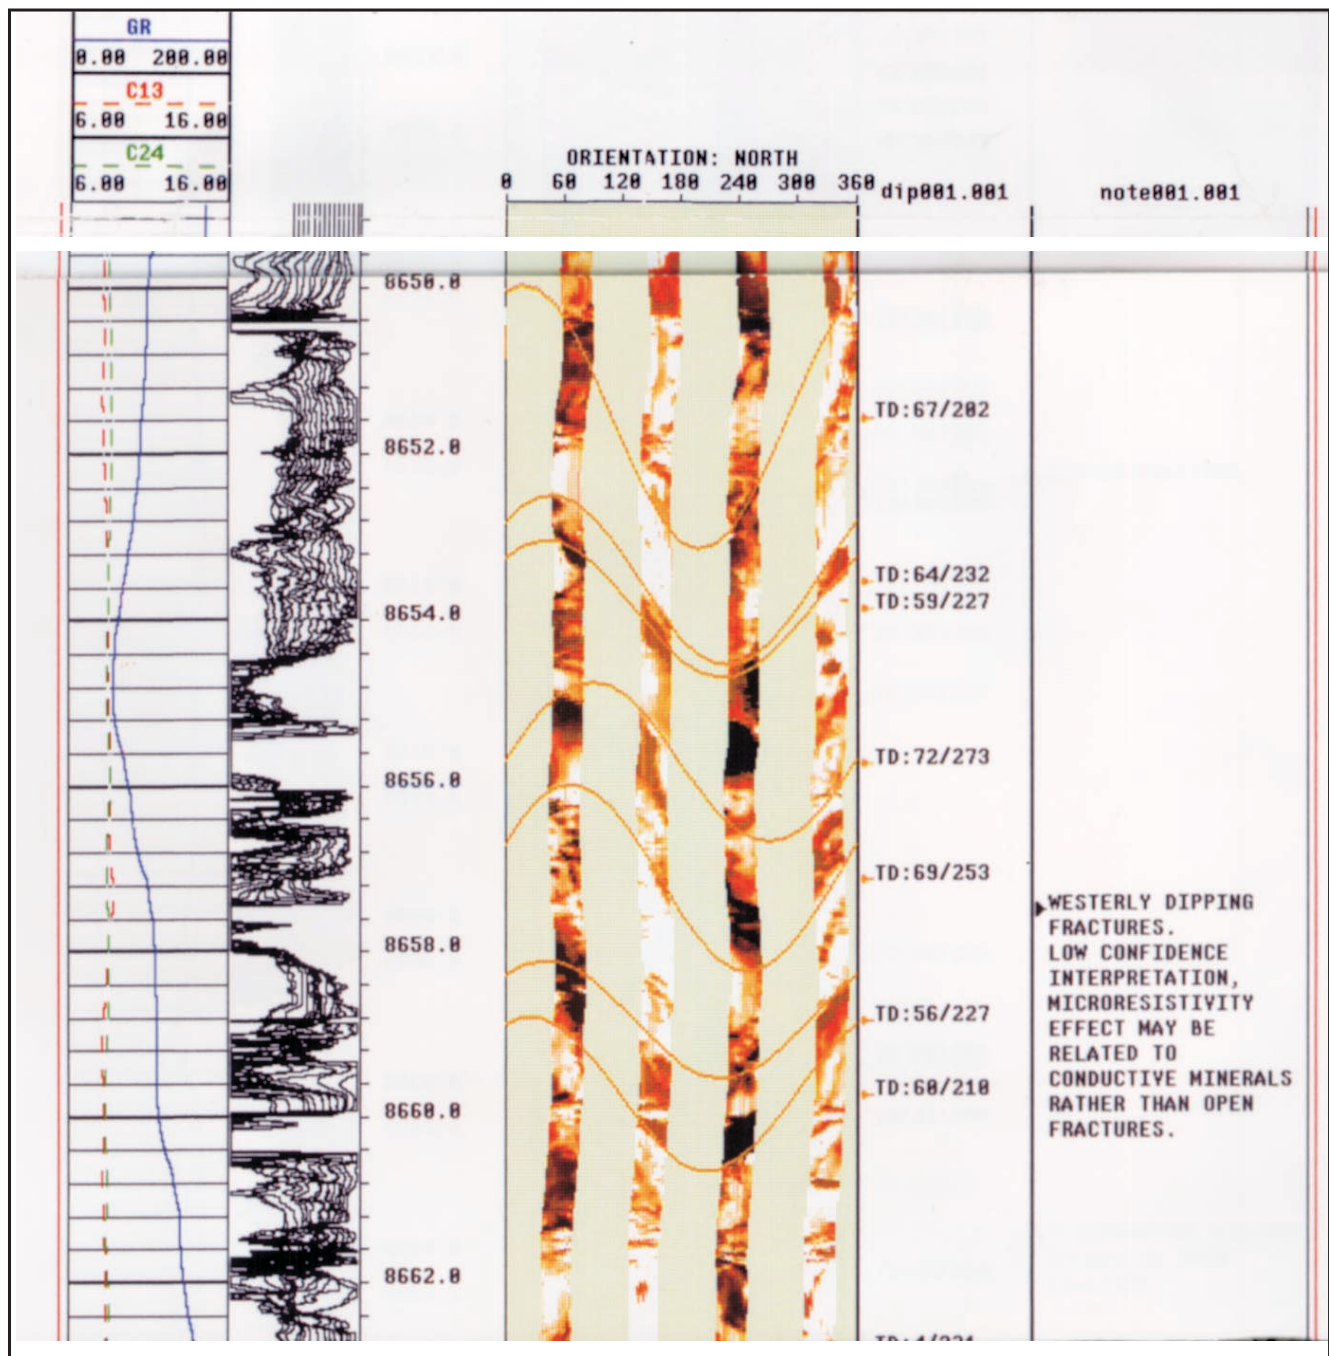 GR
0.00 200.00
C13
6.00 16.00
C24
6.00 16.00
ORIENTATION: NORTH
0 60 120 180 240 300 360
dip001.001
note001.001
8650.0
TD:67/202
8652.0
TD:64/232
TD:59/227
8654.0
TD:72/273
8656.0
TD:69/253
WESTERLY DIPPING
FRACTURES.
8658.0
LOW CONFIDENCE
INTERPRETATION,
MICRORESISTIVITY
TD:56/227
EFFECT MAY BE
RELATED TO
CONDUCTIVE MINERALS
TD:60/210
RATHER THAN OPEN
8660.0
FRACTURES.
8662.0